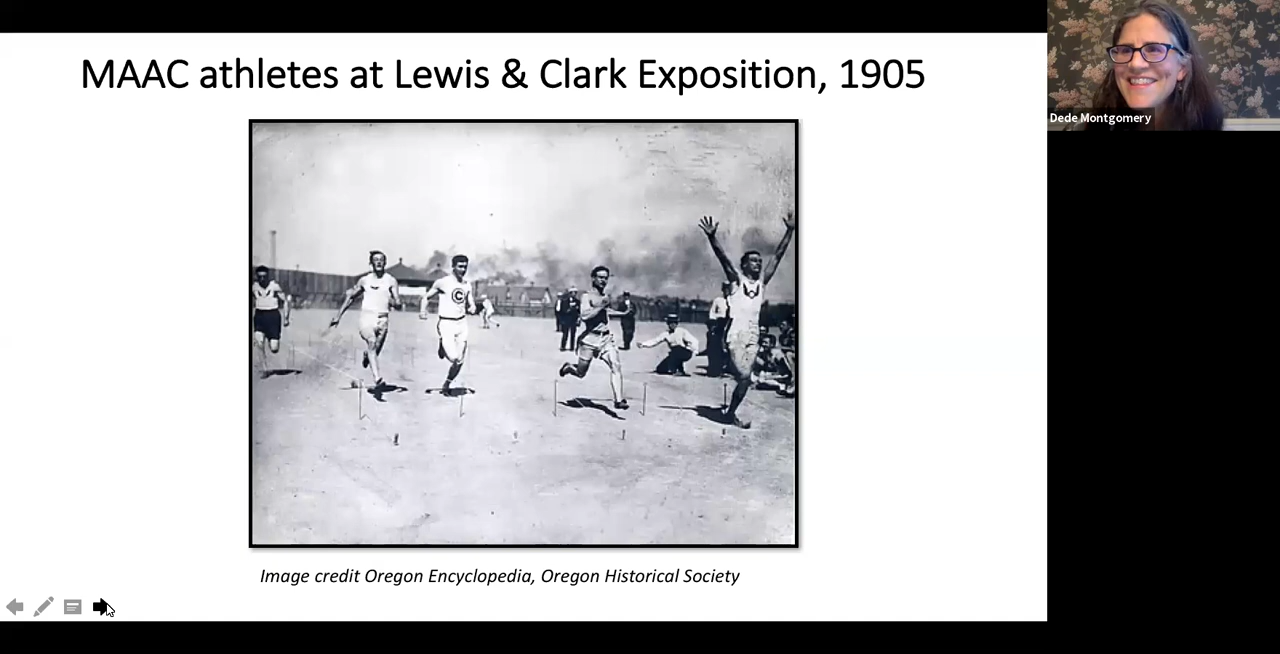 MAAC athletes at Lewis & Clark Exposition, 1905
Dede Montgomery
C
Image credit Oregon Encyclopedia, Oregon Historical Society